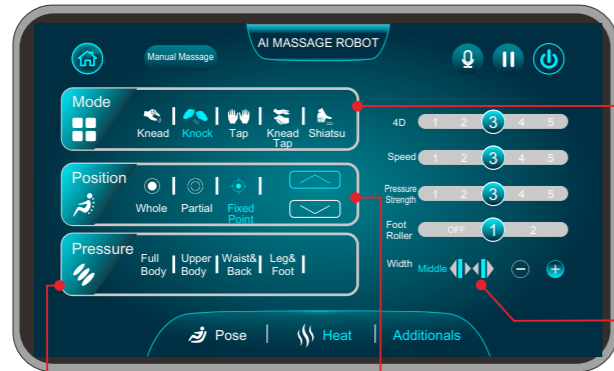 AI MASSAGE ROBOT
Manual Massage
Mode
Knead
Knock
Tap
Knead
Tap
Shiatsu
Position
Whole
Partial
Fixed
Point
Pressure
Full
Body
Upper
Body
Waist&
Back
Leg&
Foot
4D
1 2 3 4 5
Speed
1 2 3 4 5
Pressure
Strength
1 2 3 4 5
Foot
Roller
OFF 1 2
Width
Middle
Pose
Heat
Additionals